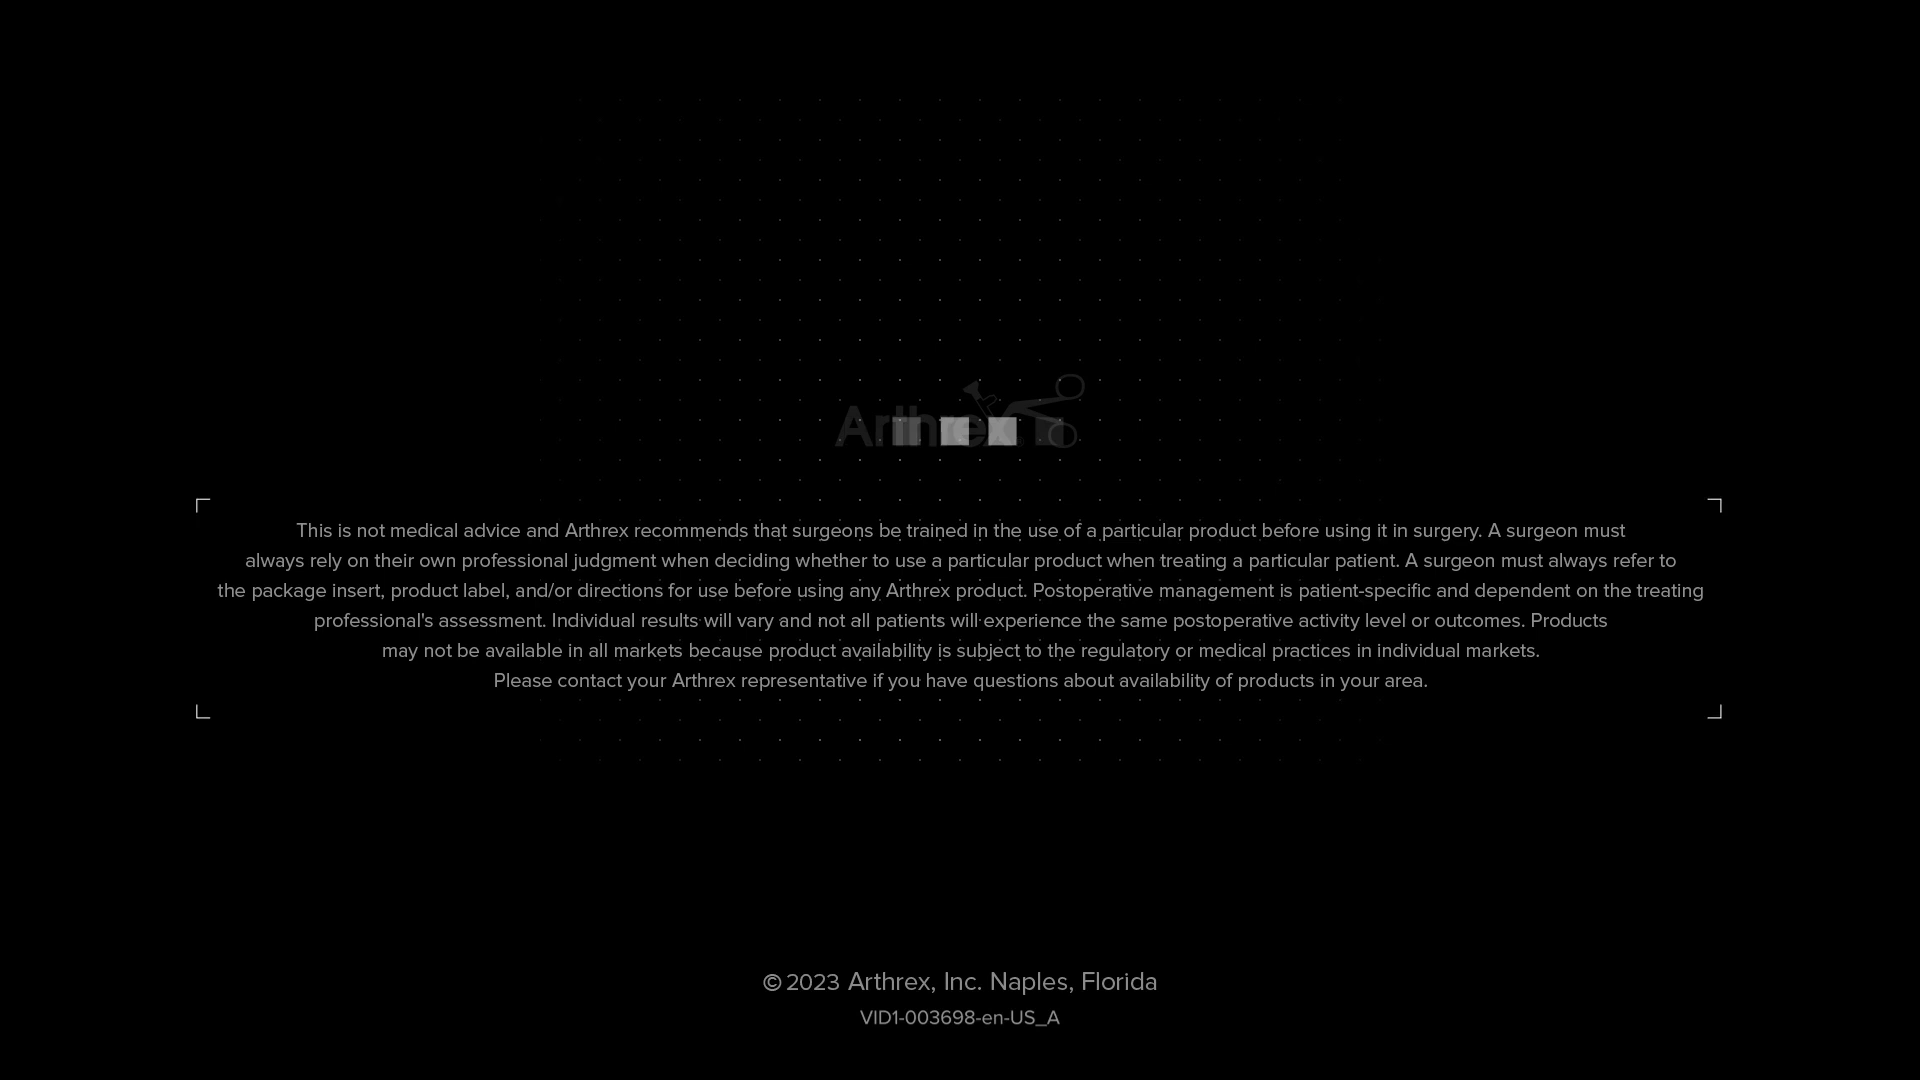 Arthrex
This is not medical advice and Arthrex recommends that surgeons be trained in the use of a particular product before using it in surgery. A surgeon must
always rely on their own professional judgment when deciding whether to use a particular product when treating a particular patient. A surgeon must always refer to
the package insert, product label, and/or directions for use before using any Arthrex product. Postoperative management is patient-specific and dependent on the treating
professional's assessment. Individual results will vary and not all patients will experience the same postoperative activity level or outcomes. Products
may not be available in all markets because product availability is subject to the regulatory or medical practices in individual markets.
Please contact your Arthrex representative if you have questions about availability of products in your area.
© 2023 Arthrex, Inc. Naples, Florida
VID1-003698-en-US_A